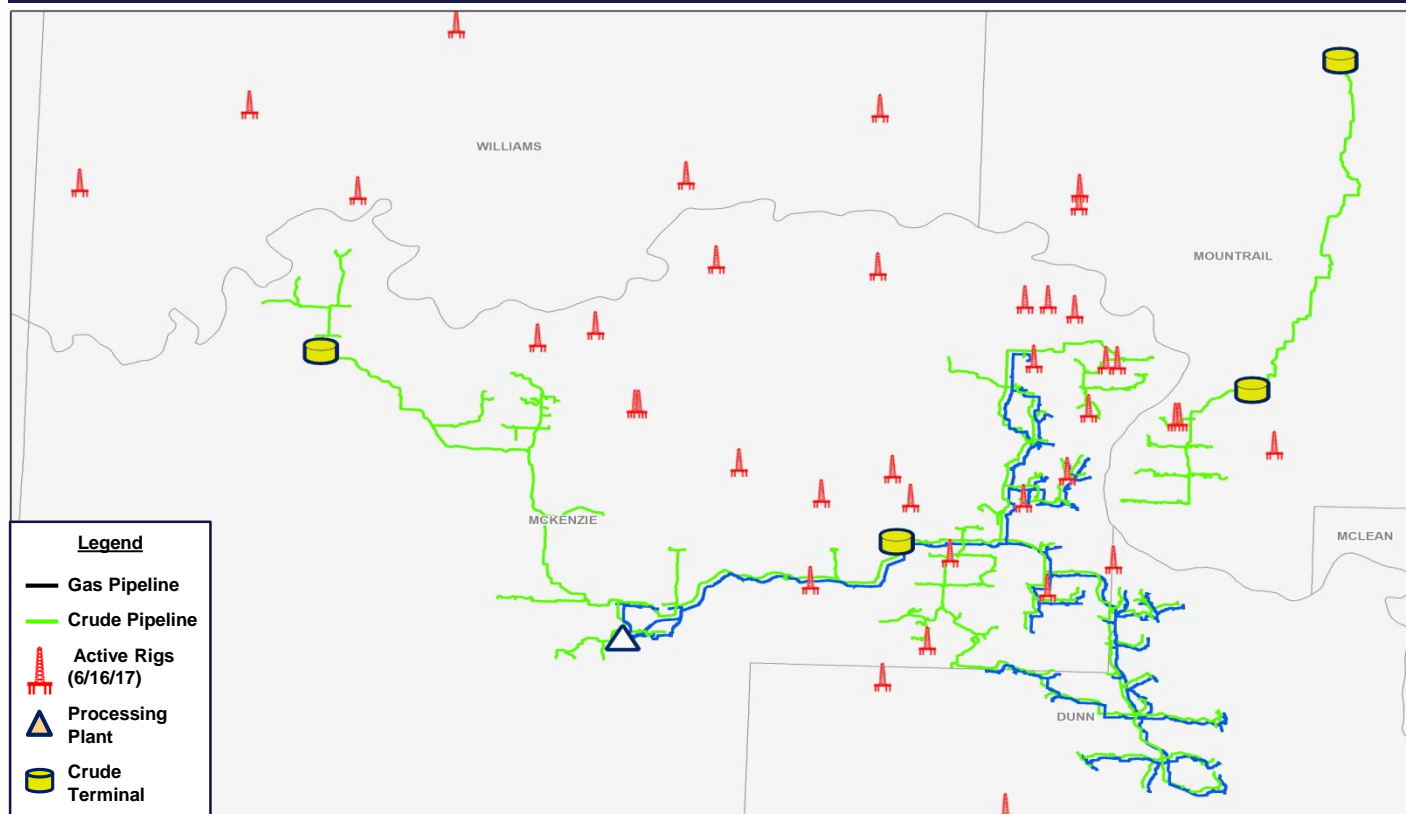 WILLIAMS
MOUNTRAIL
MCKENZIE
MCLEAN
DUNN
Legend
Gas Pipeline
Crude Pipeline
Active Rigs
(6/16/17)
Processing
Plant
Crude
Terminal